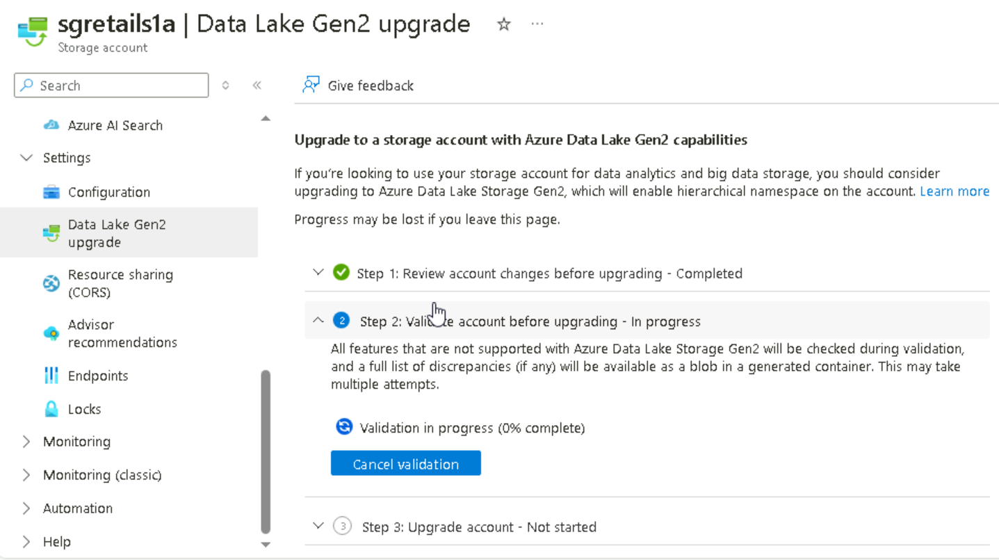 sgretails1a | Data Lake Gen2 upgrade
Storage account
Search
Azure AI Search
Settings
Configuration
Data Lake Gen2
upgrade
Resource sharing
(CORS)
Advisor
recommendations
Endpoints
Locks
Monitoring
Monitoring (classic)
Automation
Help
Give feedback
Upgrade to a storage account with Azure Data Lake Gen2 capabilities
If you're looking to use your storage account for data analytics and big data storage, you should consider
upgrading to Azure Data Lake Storage Gen2, which will enable hierarchical namespace on the account. Learn more
Progress may be lost if you leave this page.
Step 1: Review account changes before upgrading - Completed
2 Step 2: Validate account before upgrading - In progress
All features that are not supported with Azure Data Lake Storage Gen2 will be checked during validation,
and a full list of discrepancies (if any) will be available as a blob in a generated container. This may take
multiple attempts.
Validation in progress (0% complete)
Cancel validation
3 Step 3: Upgrade account - Not started